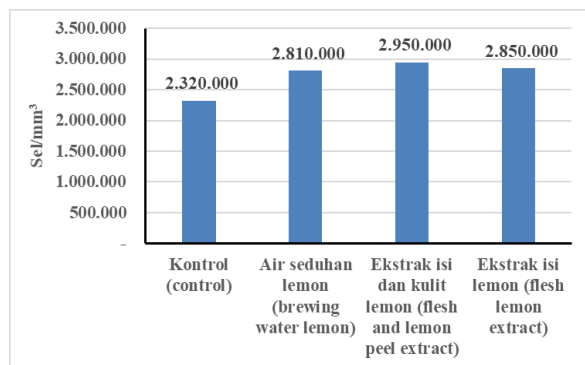 3.500.000
3.000.000
2.500.000
2.000.000
1.500.000
1.000.000
500.000
-
Sel/mm³
2.320.000
2.810.000
2.950.000
2.850.000
Kontrol
(control)
Air seduhan
lemon
(brewing
water lemon)
Ekstrak isi
dan kulit
lemon (flesh
and lemon
peel extract)
Ekstrak isi
lemon (flesh
lemon
extract)